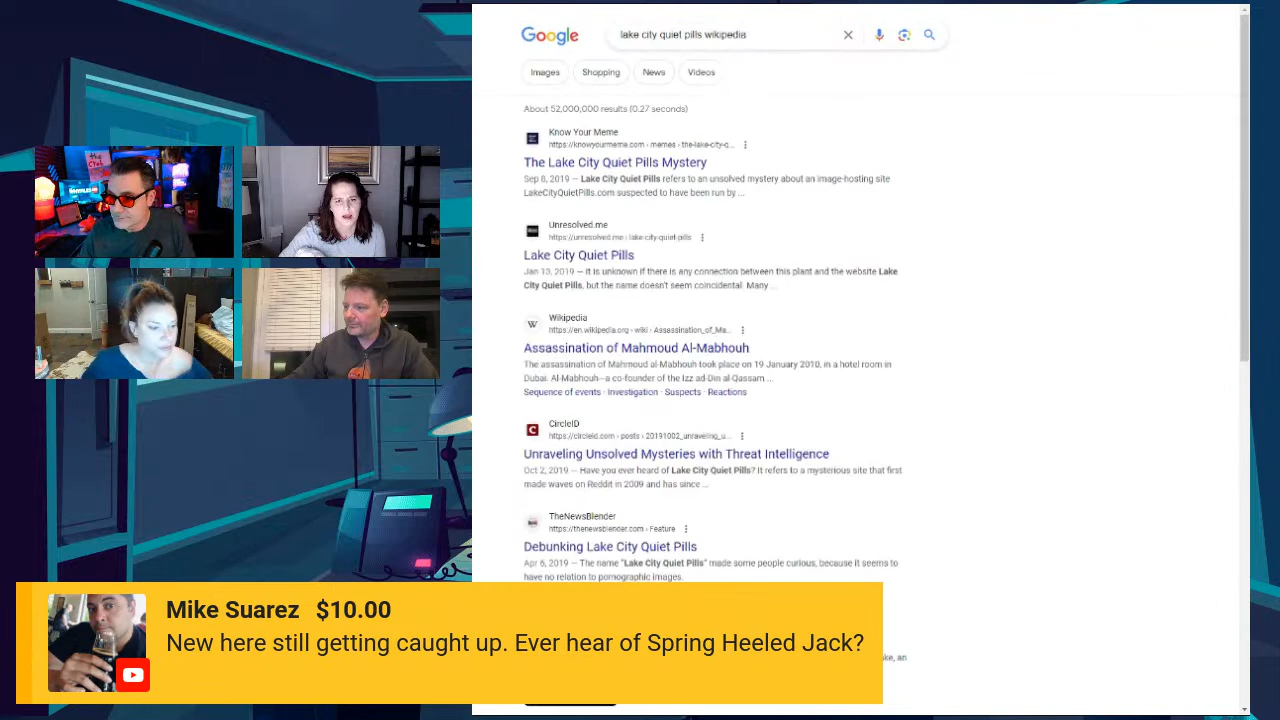 Google
lake city quiet pills wikipedia
Images
Shopping
News
Videos
About 52,000,000 results (0.27 seconds)
Know Your Meme
https://knowyourmeme.com › memes › the-lake-city-q...
The Lake City Quiet Pills Mystery
Sep 8, 2019 — Lake City Quiet Pills refers to an unsolved mystery about an image-hosting site
LakeCityQuietPills.com suspected to have been run by ...
Unresolved.me
https://unresolved.me › lake-city-quiet-pills
Lake City Quiet Pills
Jan 13, 2019 — it is unknown if there is any connection between this plant and the website Lake
City Quiet Pills, but the name doesn't seem coincidental. Many ...
W
Wikipedia
https://en.wikipedia.org › wiki › Assassination_of_Ma...
Assassination of Mahmoud Al-Mabhouh
The assassination of Mahmoud al-Mabhouh took place on 19 January 2010, in a hotel room in
Dubai. Al-Mabhouh—a co-founder of the Izz ad-Din al-Qassam ...
Sequence of events · Investigation · Suspects · Reactions
C
CircleID
https://circleid.com › posts › 20191002_unraveling_u...
Unraveling Unsolved Mysteries with Threat Intelligence
Oct 2, 2019 — Have you ever heard of Lake City Quiet Pills? It refers to a mysterious site that first
made waves on Reddit in 2009 and has since ...
TheNewsBlender
https://thenewsblender.com › Feature
Debunking Lake City Quiet Pills
Apr 6, 2019 — The name "Lake City Quiet Pills" made some people curious, because it seems to
have no relation to pornographic images.
Mike Suarez $10.00
New here still getting caught up. Ever hear of Spring Heeled Jack?